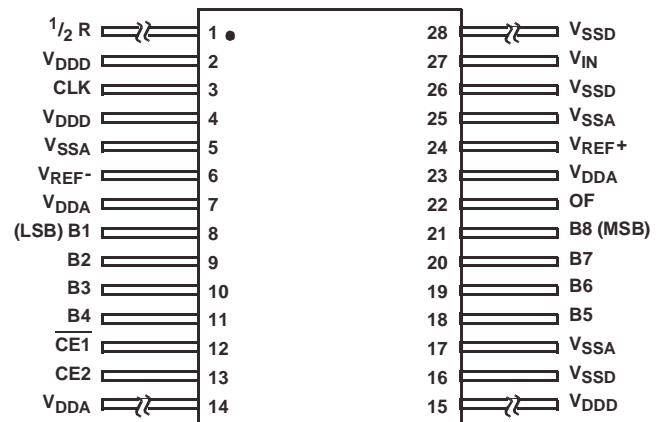 1/2 R 1 28 VSSD
VDDD 2 27 VIN
CLK 3 26 VSSD
VDDD 4 25 VSSA
VSSA 5 24 VREF+
VREF- 6 23 VDDA
VDDA 7 22 OF
(LSB) B1 8 21 B8 (MSB)
B2 9 20 B7
B3 10 19 B6
B4 11 18 B5
CE1 12 17 VSSA
CE2 13 16 VSSD
VDDA 14 15 VDDD